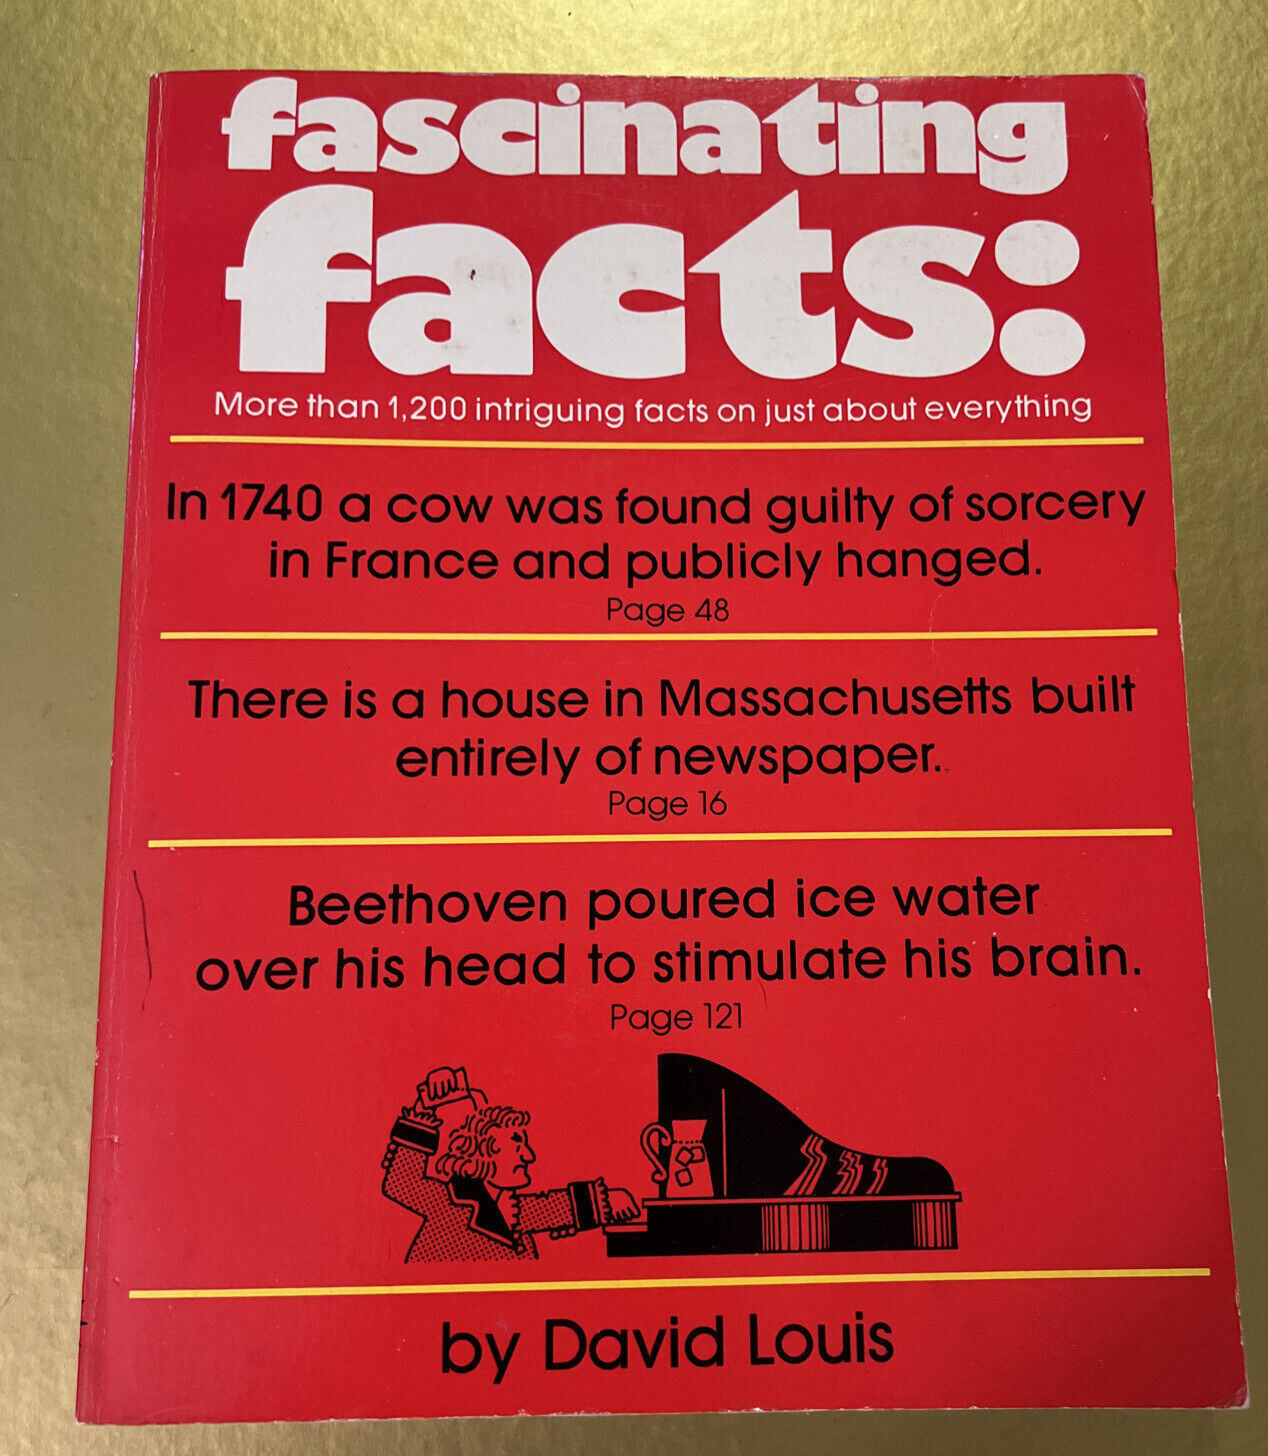 fascinating
facts:
More than 1,200 intriguing facts on just about everything
In 1740 a cow was found guilty of sorcery
in France and publicly hanged.
Page 48
There is a house in Massachusetts built
entirely of newspaper.
Page 16
Beethoven poured ice water
over his head to stimulate his brain.
Page 121
by David Louis